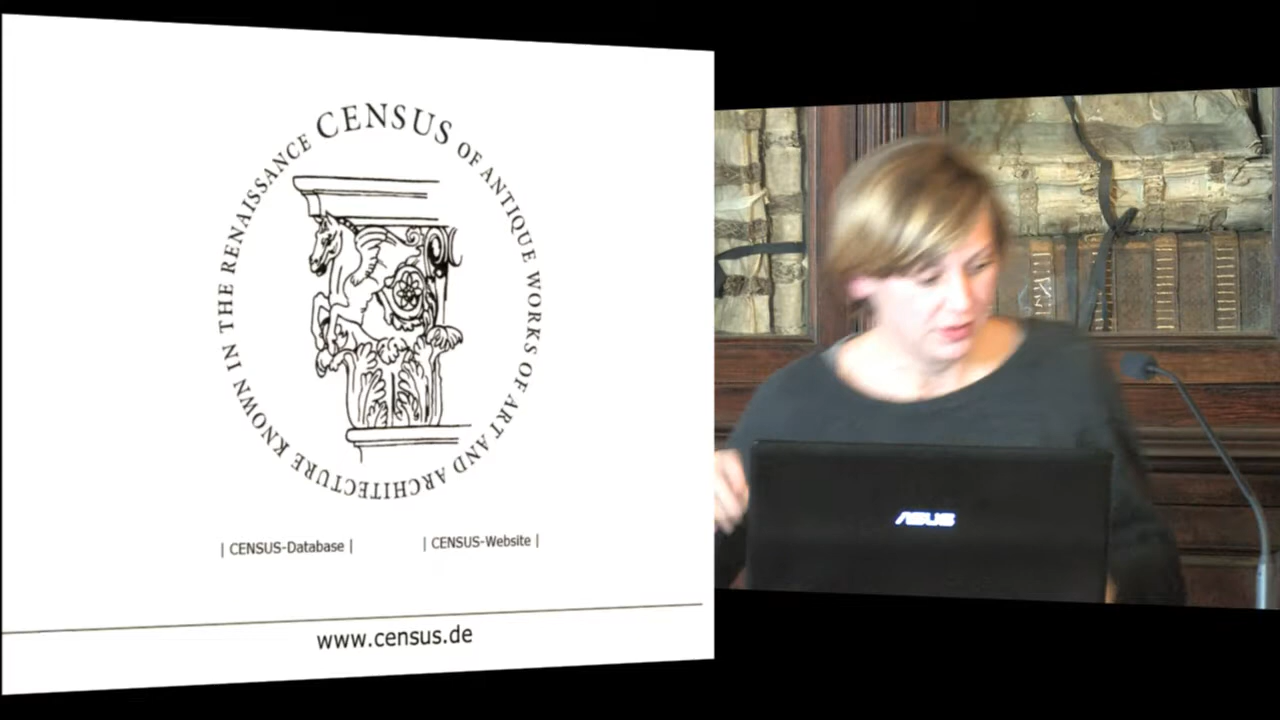 CENSUS OF ANTIQUE WORKS OF ART AND ARCHITECTURE KNOWN IN THE RENAISSANCE
| CENSUS-Database |
| CENSUS-Website |
www.census.de
ASUS